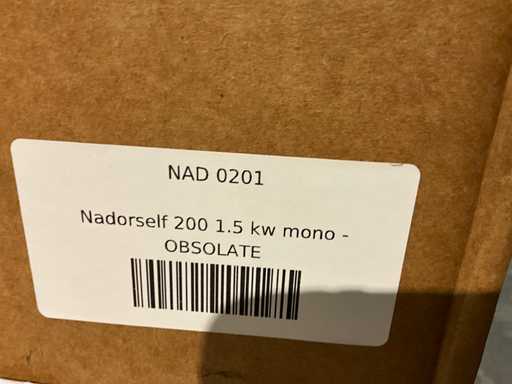 NAD 0201
Nadorself 200 1.5 kw mono -
OBSOLATE